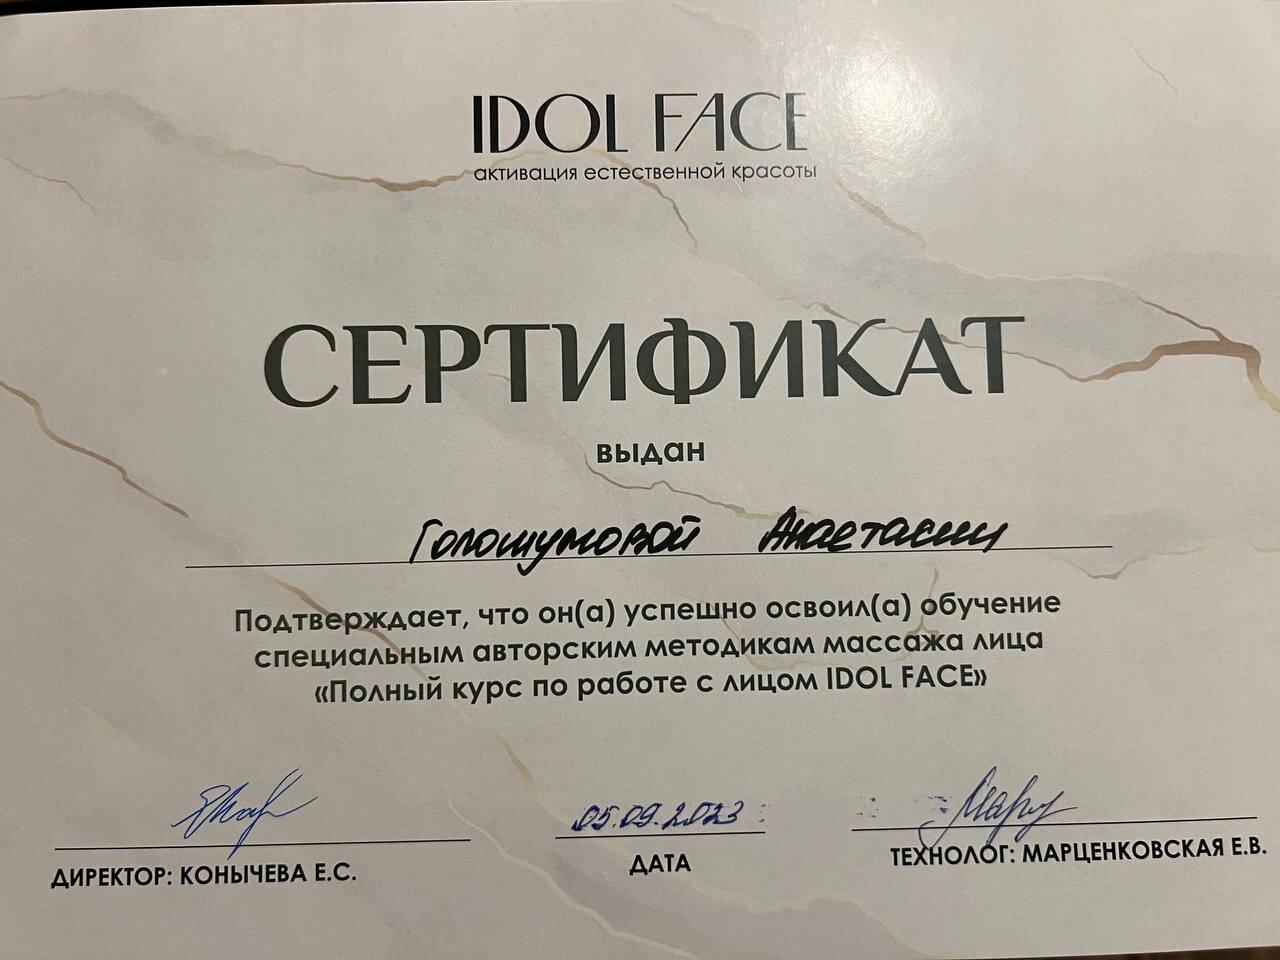 IDOL FACE
активация естественной красоты
СЕРТИФИКАТ
выдан
Голошумовой Анастасии
Подтверждает, что он(а) успешно освоил(а) обучение
специальным авторским методикам массажа лица
«Полный курс по работе с лицом IDOL FACE»
05.09.2023
ДИРЕКТОР: КОНЫЧЕВА Е.С.
ДАТА
ТЕХНОЛОГ: МАРЦЕНКОВСКАЯ Е.В.